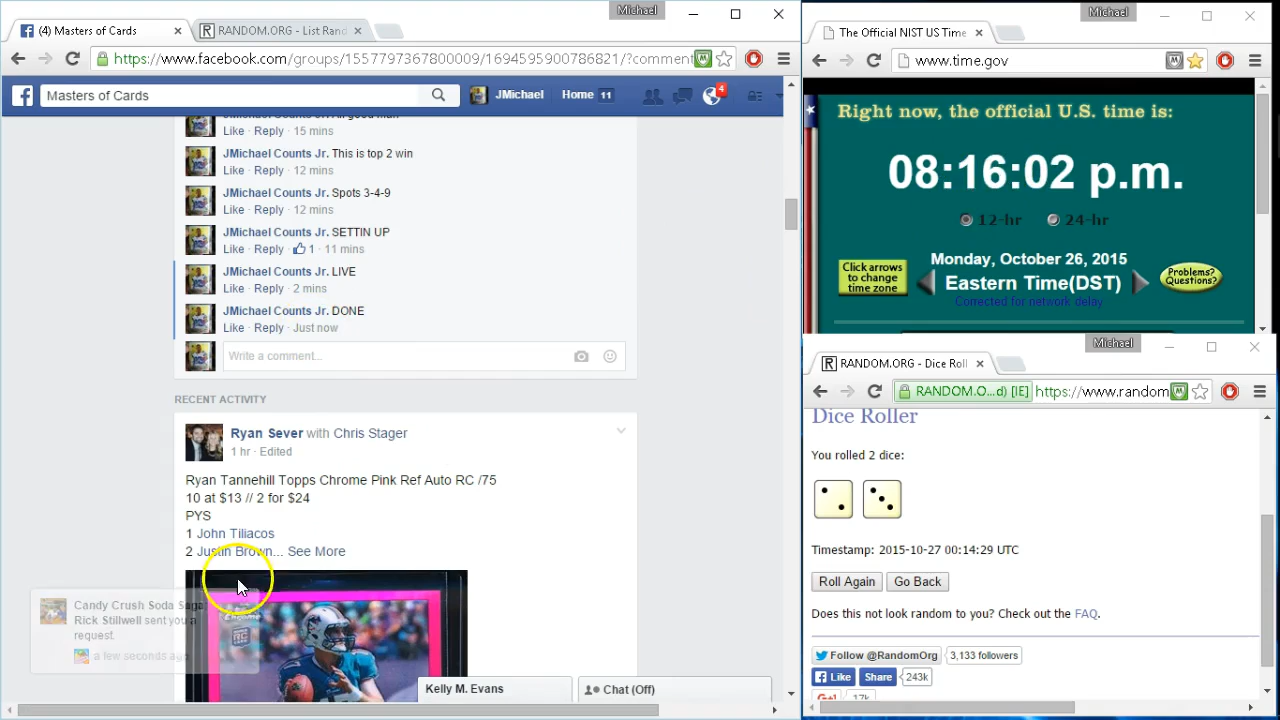 Michael
(4) Masters of Cards
RANDOM.ORG - List Rand
https://www.facebook.com/groups/1557797367800009/1694595000786821/?comment
Masters of Cards
JMichael
Home 11
4
Like · Reply · 15 mins
JMichael Counts Jr. This is top 2 win
Like · Reply · 12 mins
JMichael Counts Jr. Spots 3-4-9
Like · Reply · 12 mins
JMichael Counts Jr. SETTIN UP
Like · Reply · 1 · 11 mins
JMichael Counts Jr. LIVE
Like · Reply · 2 mins
JMichael Counts Jr. DONE
Like · Reply · Just now
Write a comment...
RECENT ACTIVITY
Ryan Sever with Chris Stager
1 hr · Edited
Ryan Tannehill Topps Chrome Pink Ref Auto RC /75
10 at $13 // 2 for $24
PYS
1 John Tiliacos
2 Justin Brown... See More
Candy Crush Soda Saga
Rick Stillwell sent you a
request.
a few seconds ago
Chrome
RC
Kelly M. Evans
Chat (Off)
Michael
The Official NIST US Time
www.time.gov
Right now, the official U.S. time is:
08:16:02 p.m.
12-hr 24-hr
Click arrows
to change
time zone
Monday, October 26, 2015
Eastern Time(DST)
Corrected for network delay
Problems?
Questions?
Michael
RANDOM.ORG - Dice Roll
RANDOM.O...d) [IE] https://www.random
Dice Roller
You rolled 2 dice:
Timestamp: 2015-10-27 00:14:29 UTC
Roll Again
Go Back
Does this not look random to you? Check out the FAQ.
Follow @RandomOrg
3,133 followers
Like
Share
243k
17k